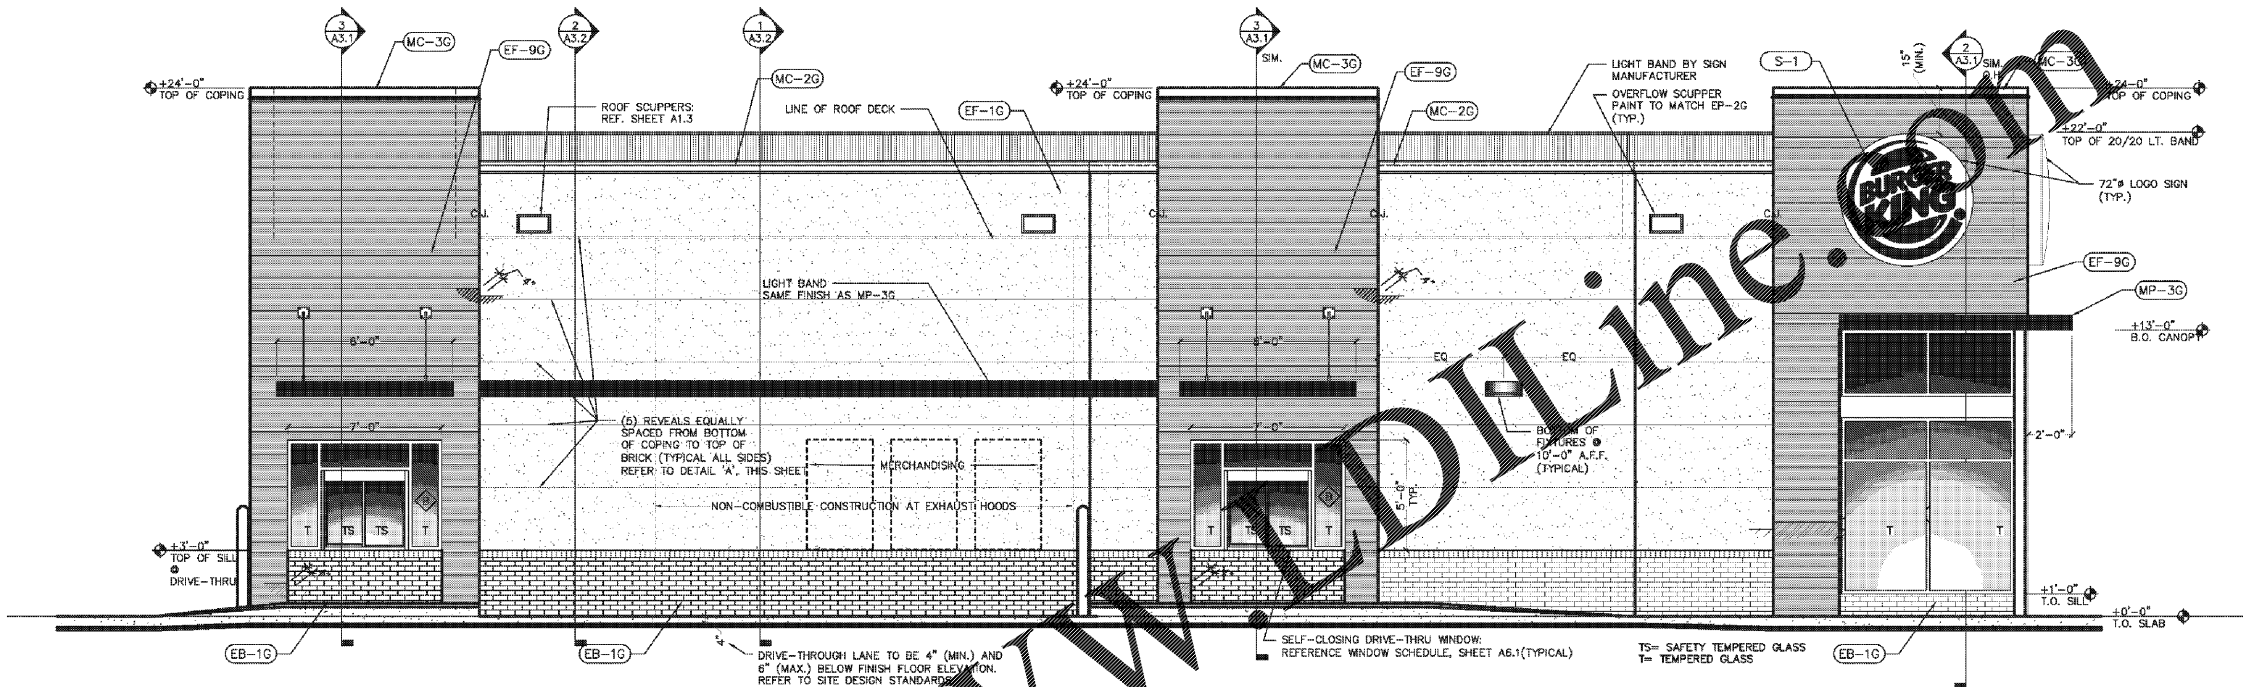 3
A3.1
2
A3.2
1
A3.2
3
A3.1
SIM.
2
A3.1
SIM.
MC-3G
EF-9G
MC-2G
MC-3G
EF-9G
MC-2G
S-1
15"
(MIN.)
+24'-0"
TOP OF COPING
ROOF SCUPPERS:
REF. SHEET A1.3
LINE OF ROOF DECK
EF-1G
+24'-0"
TOP OF COPING
LIGHT BAND BY SIGN
MANUFACTURER
OVERFLOW SCUPPER
PAINT TO MATCH EP-2G
(TYP.)
MC-3G
+24'-0"
TOP OF COPING
+22'-0"
TOP OF 20/20 LT. BAND
72"ø LOGO SIGN
(TYP.)
BURGER
KING
C.J.
C.J.
C.J.
C.J.
EF-9G
MP-3G
+13'-0"
B.O. CANOPY
LIGHT BAND
SAME FINISH AS MP-3G
6'-0"
6'-0"
EQ
EQ
7'-0"
7'-0"
(5) REVEALS EQUALLY
SPACED FROM BOTTOM
OF COPING TO TOP OF
BRICK (TYPICAL ALL SIDES)
REFER TO DETAIL 'A', THIS SHEET
MERCHANDISING
NON-COMBUSTIBLE CONSTRUCTION AT EXHAUST HOODS
BOTTOM OF
FIXTURES @
10'-0" A.F.F.
(TYPICAL)
5'-0"
TYP.
2'-0"
T TS TS T
T TS TS T
T T
+3'-0"
TOP OF SILL
@
DRIVE-THRU
+1'-0"
T.O. SILL
+0'-0"
T.O. SLAB
EB-1G
EB-1G
EB-1G
4"
DRIVE-THROUGH LANE TO BE 4" (MIN.) AND
6" (MAX.) BELOW FINISH FLOOR ELEVATION.
REFER TO SITE DESIGN STANDARDS
SELF-CLOSING DRIVE-THRU WINDOW:
REFERENCE WINDOW SCHEDULE, SHEET A6.1(TYPICAL)
TS= SAFETY TEMPERED GLASS
T= TEMPERED GLASS
W.LDILine.com